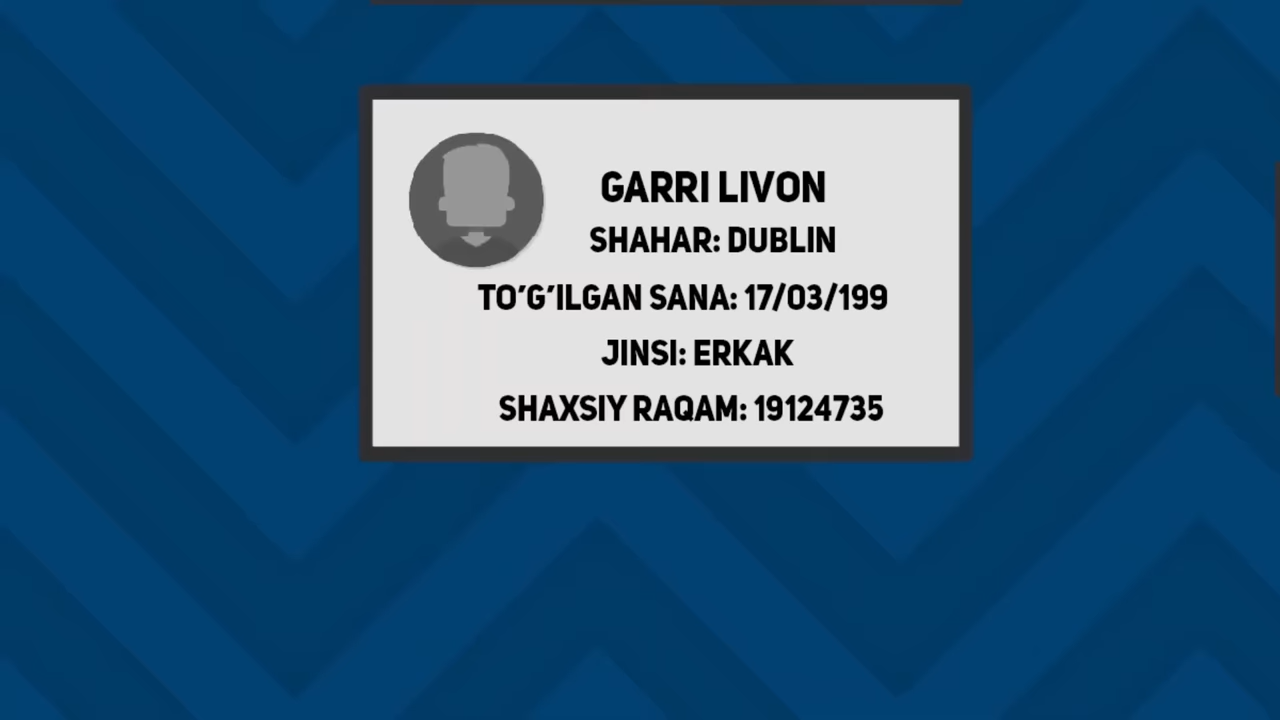 GARRI LIVON
SHAHAR: DUBLIN
TO’G’ILGAN SANA: 17/03/199
JINSI: ERKAK
SHAXSIY RAQAM: 19124735